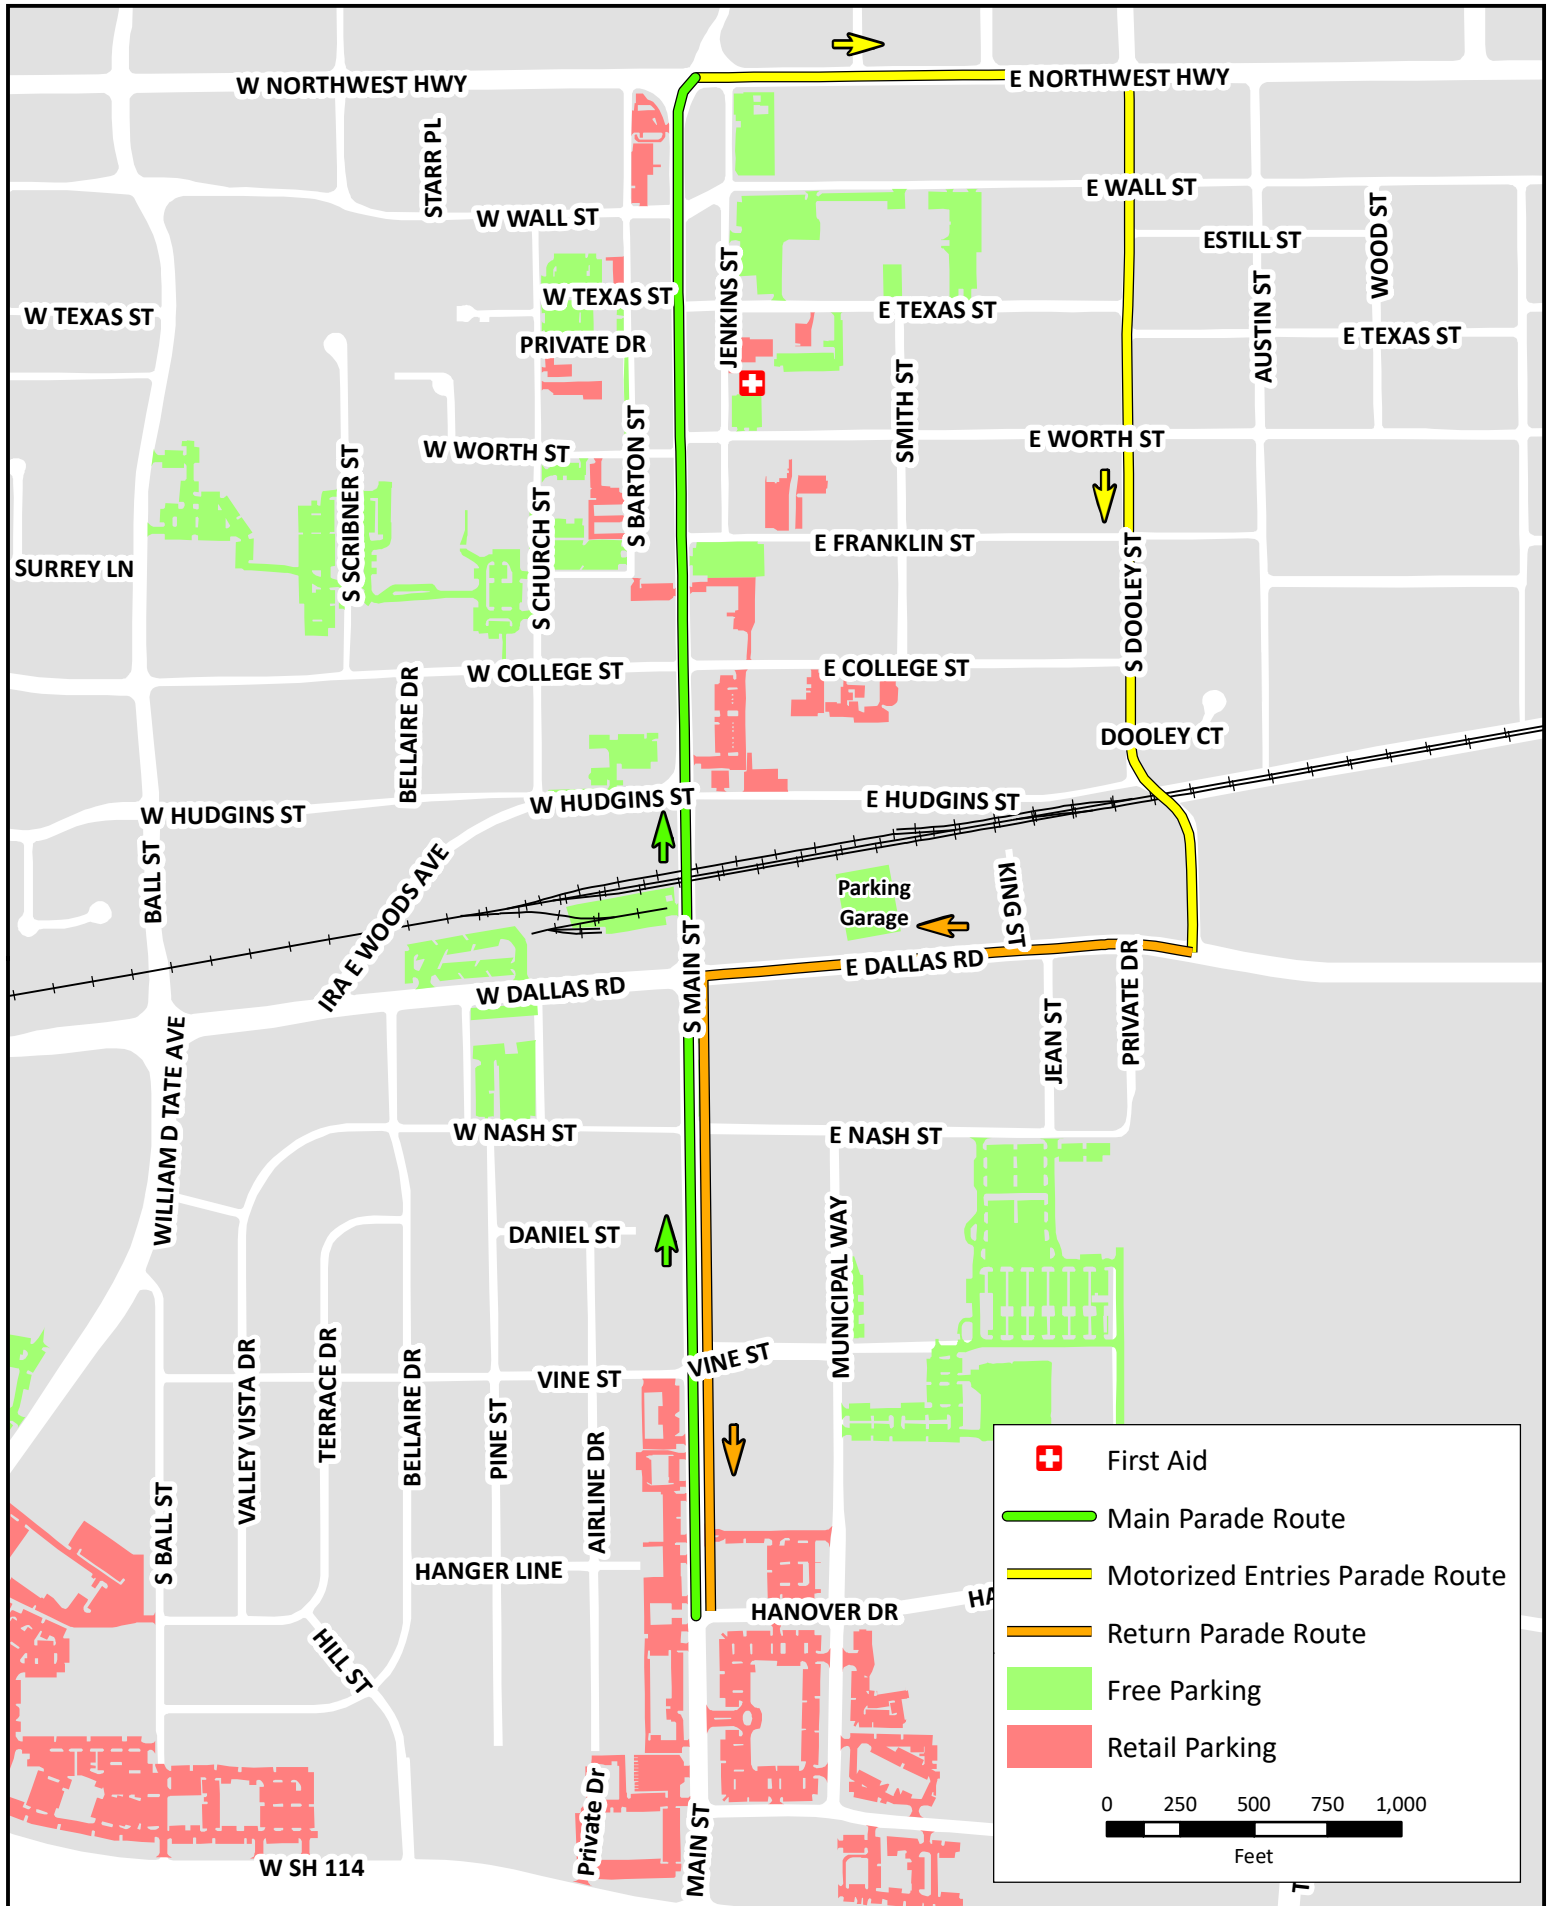 W NORTHWEST HWY
E NORTHWEST HWY
STARR PL
W WALL ST
E WALL ST
ESTILL ST
WOOD ST
JENKINS ST
W TEXAS ST
W TEXAS ST
E TEXAS ST
E TEXAS ST
AUSTIN ST
PRIVATE DR
SMITH ST
W WORTH ST
E WORTH ST
S BARTON ST
S SCRIBNER ST
S CHURCH ST
E FRANKLIN ST
SURREY LN
S DOOLEY ST
W COLLEGE ST
E COLLEGE ST
BELLAIRE DR
DOOLEY CT
W HUDGINS ST
W HUDGINS ST
E HUDGINS ST
BALL ST
IRA E WOODS AVE
Parking
Garage
KING ST
S MAIN ST
W DALLAS RD
E DALLAS RD
PRIVATE DR
JEAN ST
WILLIAM D TATE AVE
W NASH ST
E NASH ST
DANIEL ST
MUNICIPAL WAY
VINE ST
VINE ST
VALLEY VISTA DR
TERRACE DR
BELLAIRE DR
PINE ST
AIRLINE DR
S BALL ST
HANGER LINE
HANOVER DR
HA
HILL ST
Private Dr
MAIN ST
W SH 114
First Aid
Main Parade Route
Motorized Entries Parade Route
Return Parade Route
Free Parking
Retail Parking
0 250 500 750 1,000
Feet